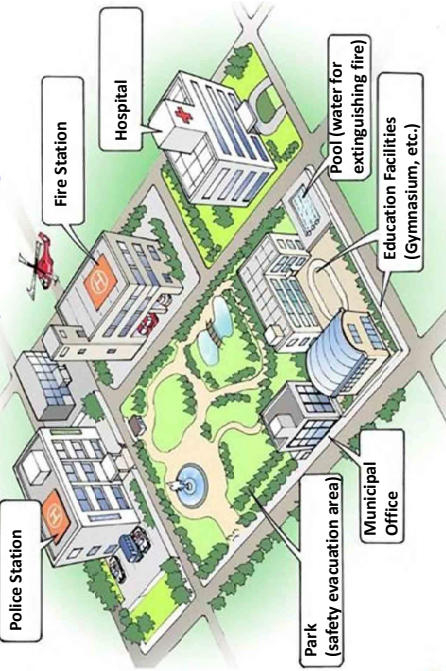 Police Station
Fire Station
Hospital
H
H
Park
(safety evacuation area)
Municipal
Office
Education Facilities
(Gymnasium, etc.)
Pool (water for
extinguishing fire)